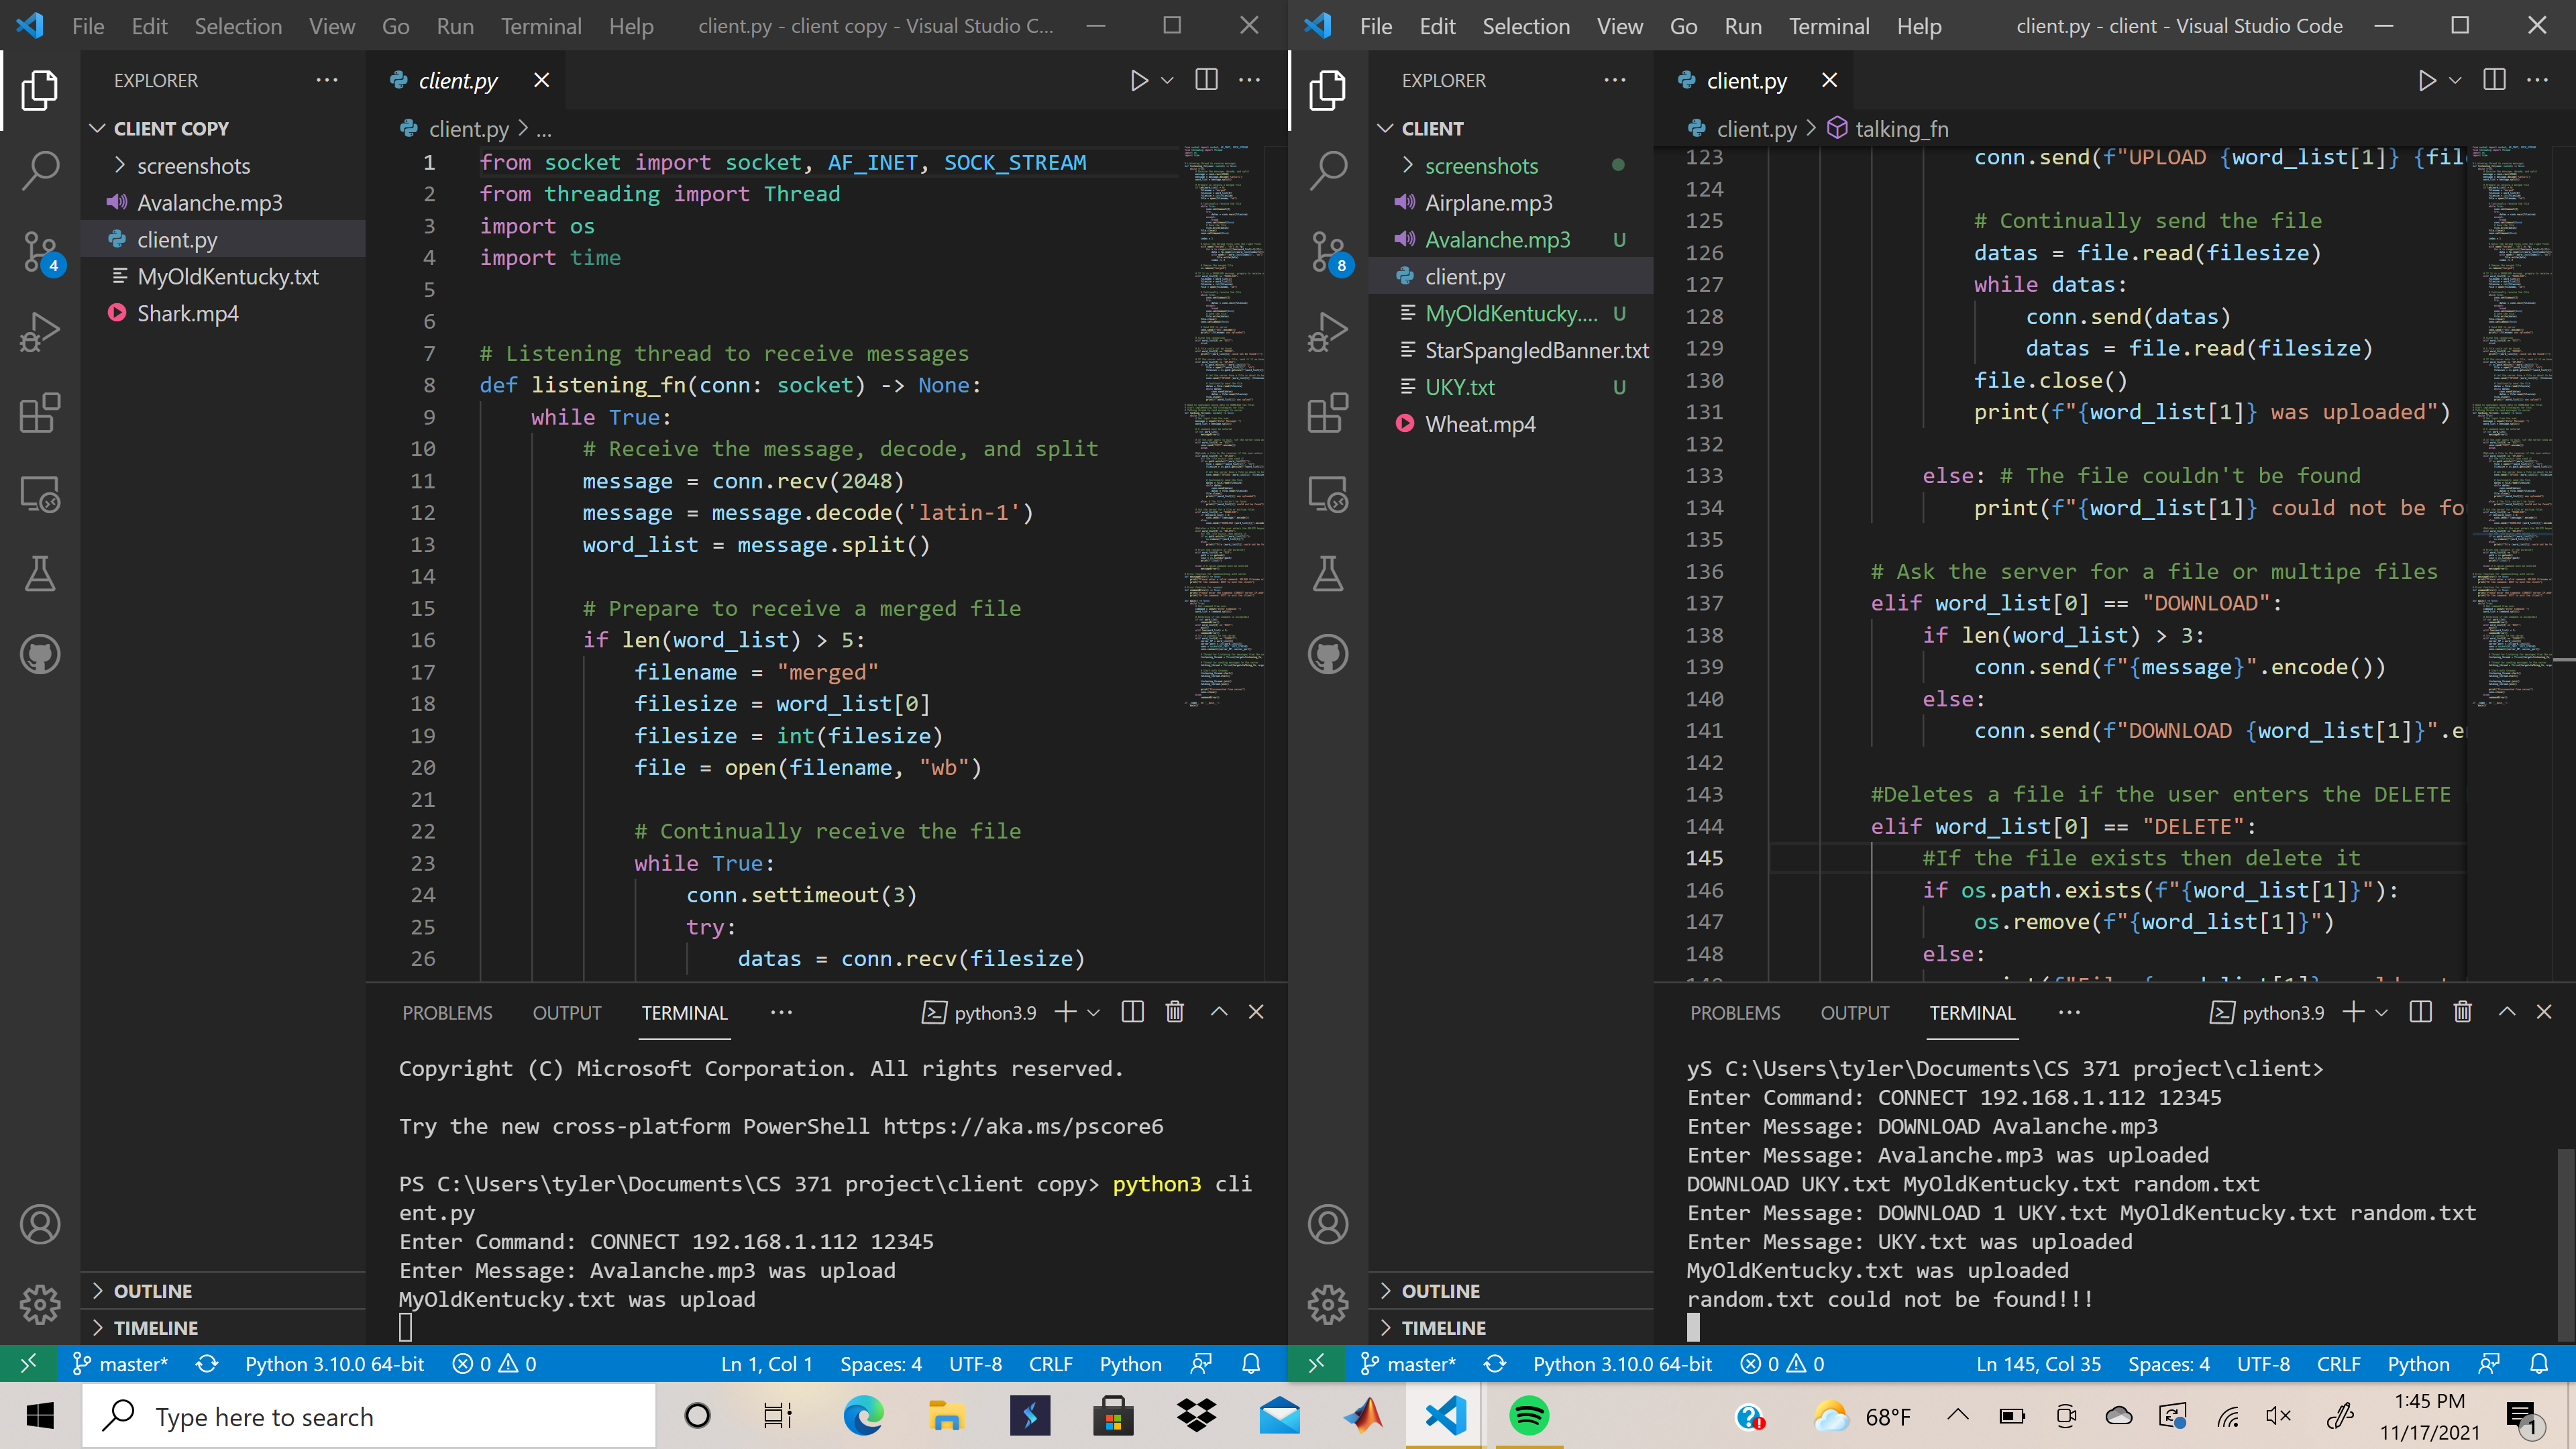 File Edit Selection View Go Run Terminal Help client.py - client copy - Visual Studio C...
EXPLORER
client.py
CLIENT COPY
client.py > ...
screenshots
Avalanche.mp3
client.py
MyOldKentucky.txt
Shark.mp4
4
1 from socket import socket, AF_INET, SOCK_STREAM
2 from threading import Thread
3 import os
4 import time
5
6
7 # Listening thread to receive messages
8 def listening_fn(conn: socket) -> None:
9 while True:
10 # Receive the message, decode, and split
11 message = conn.recv(2048)
12 message = message.decode('latin-1')
13 word_list = message.split()
14
15 # Prepare to receive a merged file
16 if len(word_list) > 5:
17 filename = "merged"
18 filesize = word_list[0]
19 filesize = int(filesize)
20 file = open(filename, "wb")
21
22 # Continually receive the file
23 while True:
24 conn.settimeout(3)
25 try:
26 datas = conn.recv(filesize)
PROBLEMS OUTPUT TERMINAL ... python3.9
Copyright (C) Microsoft Corporation. All rights reserved.
Try the new cross-platform PowerShell https://aka.ms/pscore6
PS C:\Users\tyler\Documents\CS 371 project\client copy> python3 cli
ent.py
Enter Command: CONNECT 192.168.1.112 12345
Enter Message: Avalanche.mp3 was upload
MyOldKentucky.txt was upload
OUTLINE
TIMELINE
master* Python 3.10.0 64-bit 0 0 Ln 1, Col 1 Spaces: 4 UTF-8 CRLF Python
File Edit Selection View Go Run Terminal Help client.py - client - Visual Studio Code
EXPLORER
client.py
CLIENT
client.py > talking_fn
screenshots
Airplane.mp3
Avalanche.mp3 U
client.py
MyOldKentucky.... U
StarSpangledBanner.txt
UKY.txt U
Wheat.mp4
8
123 conn.send(f"UPLOAD {word_list[1]} {fil
124
125 # Continually send the file
126 datas = file.read(filesize)
127 while datas:
128 conn.send(datas)
129 datas = file.read(filesize)
130 file.close()
131 print(f"{word_list[1]} was uploaded")
132
133 else: # The file couldn't be found
134 print(f"{word_list[1]} could not be fou
135
136 # Ask the server for a file or multipe files
137 elif word_list[0] == "DOWNLOAD":
138 if len(word_list) > 3:
139 conn.send(f"{message}".encode())
140 else:
141 conn.send(f"DOWNLOAD {word_list[1]}".e
142
143 #Deletes a file if the user enters the DELETE
144 elif word_list[0] == "DELETE":
145 #If the file exists then delete it
146 if os.path.exists(f"{word_list[1]}"):
147 os.remove(f"{word_list[1]}")
148 else:
PROBLEMS OUTPUT TERMINAL ... python3.9
yS C:\Users\tyler\Documents\CS 371 project\client>
Enter Command: CONNECT 192.168.1.112 12345
Enter Message: DOWNLOAD Avalanche.mp3
Enter Message: Avalanche.mp3 was uploaded
DOWNLOAD UKY.txt MyOldKentucky.txt random.txt
Enter Message: DOWNLOAD 1 UKY.txt MyOldKentucky.txt random.txt
Enter Message: UKY.txt was uploaded
MyOldKentucky.txt was uploaded
random.txt could not be found!!!
OUTLINE
TIMELINE
master* Python 3.10.0 64-bit 0 0 Ln 145, Col 35 Spaces: 4 UTF-8 CRLF Python
Type here to search
68°F
1:45 PM
11/17/2021
1